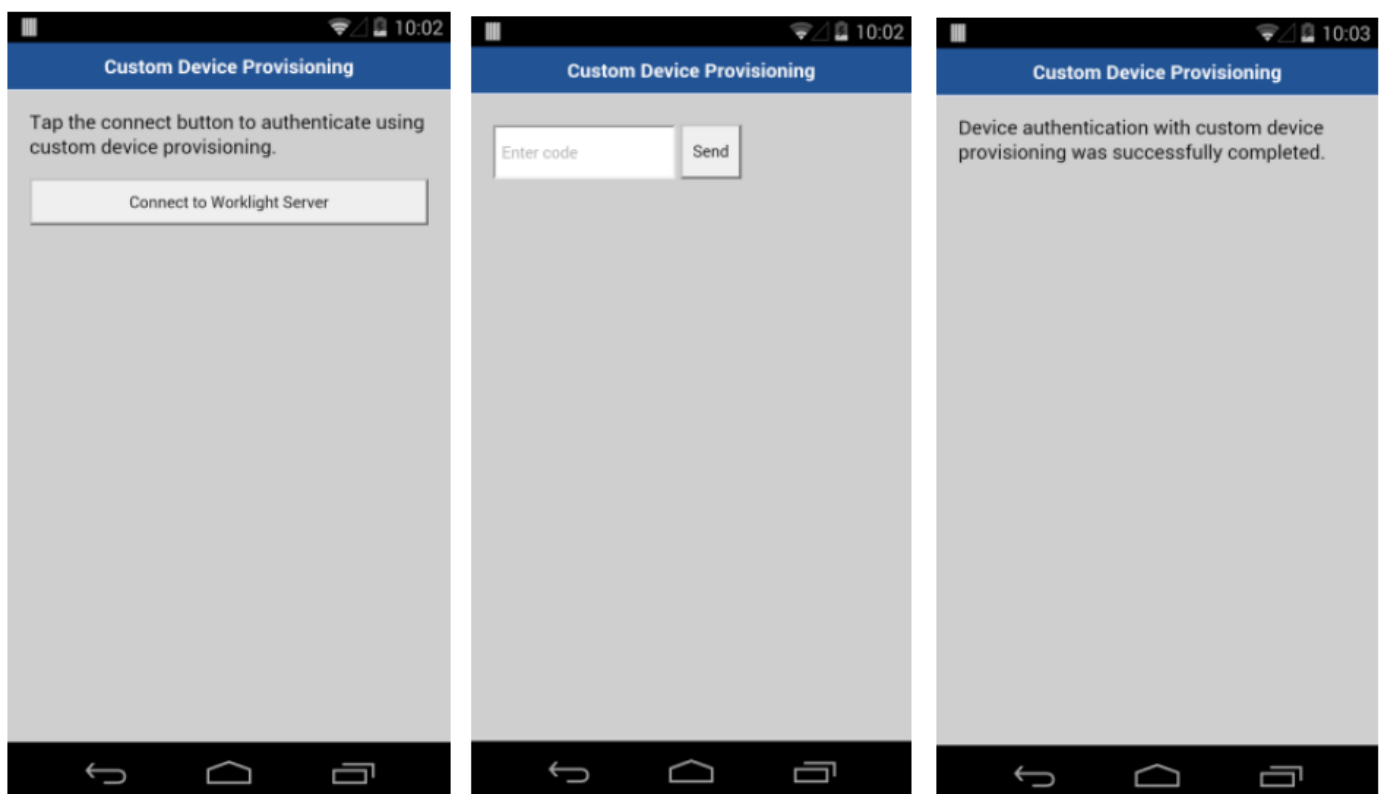 10:02
Custom Device Provisioning
Tap the connect button to authenticate using
custom device provisioning.
Connect to Worklight Server
10:02
Custom Device Provisioning
Enter code
Send
10:03
Custom Device Provisioning
Device authentication with custom device
provisioning was successfully completed.